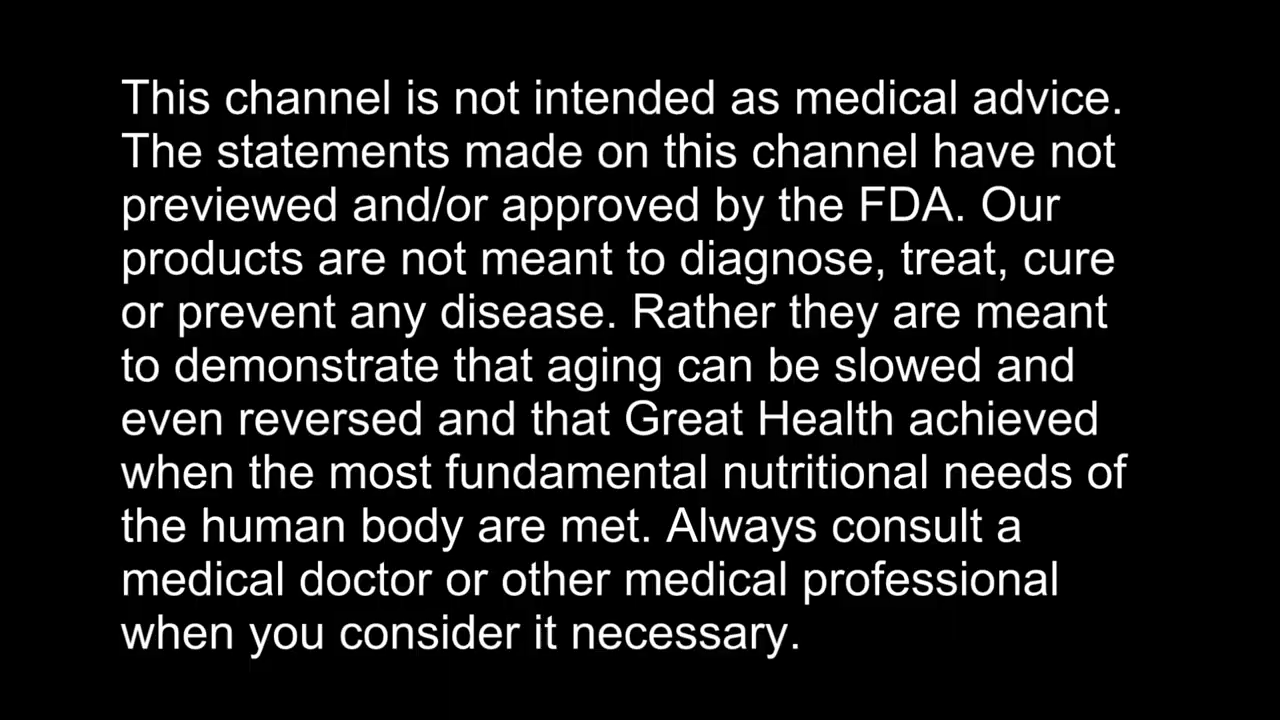 This channel is not intended as medical advice.
The statements made on this channel have not
previewed and/or approved by the FDA. Our
products are not meant to diagnose, treat, cure
or prevent any disease. Rather they are meant
to demonstrate that aging can be slowed and
even reversed and that Great Health achieved
when the most fundamental nutritional needs of
the human body are met. Always consult a
medical doctor or other medical professional
when you consider it necessary.